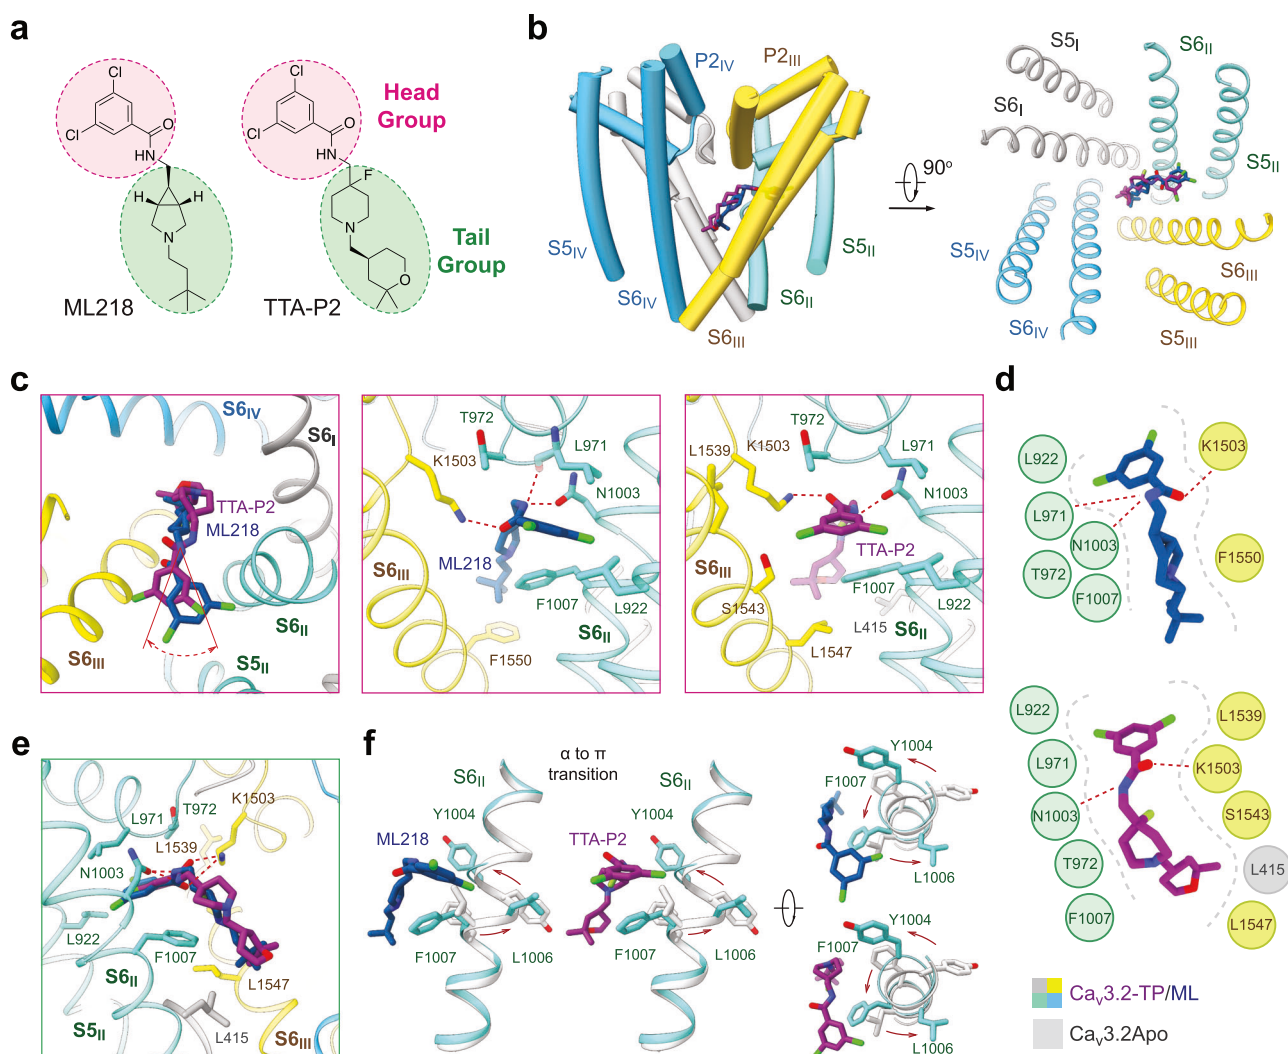 a
Cl
Cl
O
HN
H
H
N
ML218
Cl
Cl
O
HN
F
N
O
TTA-P2
Head
Group
Tail
Group
b
P2IV
P2III
S5IV
S6IV
S6III
S6II
S5II
90°
S5I
S6II
S6I
S5II
S5IV
S6III
S6IV
S5III
c
S6IV
S6I
TTA-P2
ML218
S6III
S6II
S5II
T972
K1503
L971
N1003
S6III
ML218
F1007
L922
S6II
F1550
T972
L1539
K1503
L971
N1003
TTA-P2
S6III
F1007
S1543
L922
L415
S6II
L1547
d
L922
K1503
L971
N1003
T972
F1550
F1007
L922
L1539
L971
K1503
N1003
S1543
T972
L415
F1007
L1547
Cav3.2-TP/ML
Cav3.2Apo
e
T972
K1503
L971
L1539
N1003
L922
F1007
S6II
L1547
S5II
L415
S6III
f
α to π
transition
S6II
Y1004
ML218
F1007
L1006
S6II
Y1004
TTA-P2
F1007
L1006
Y1004
F1007
L1006
Y1004
F1007
L1006